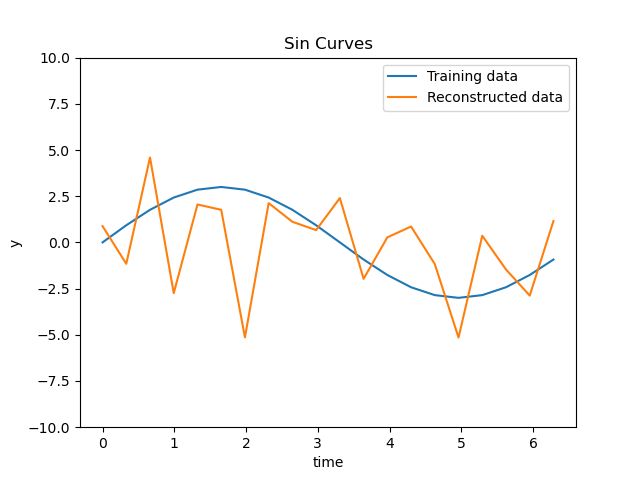 Sin Curves
10.0
7.5
5.0
2.5
0.0
−2.5
−5.0
−7.5
−10.0
y
Training data
Reconstructed data
0 1 2 3 4 5 6
time